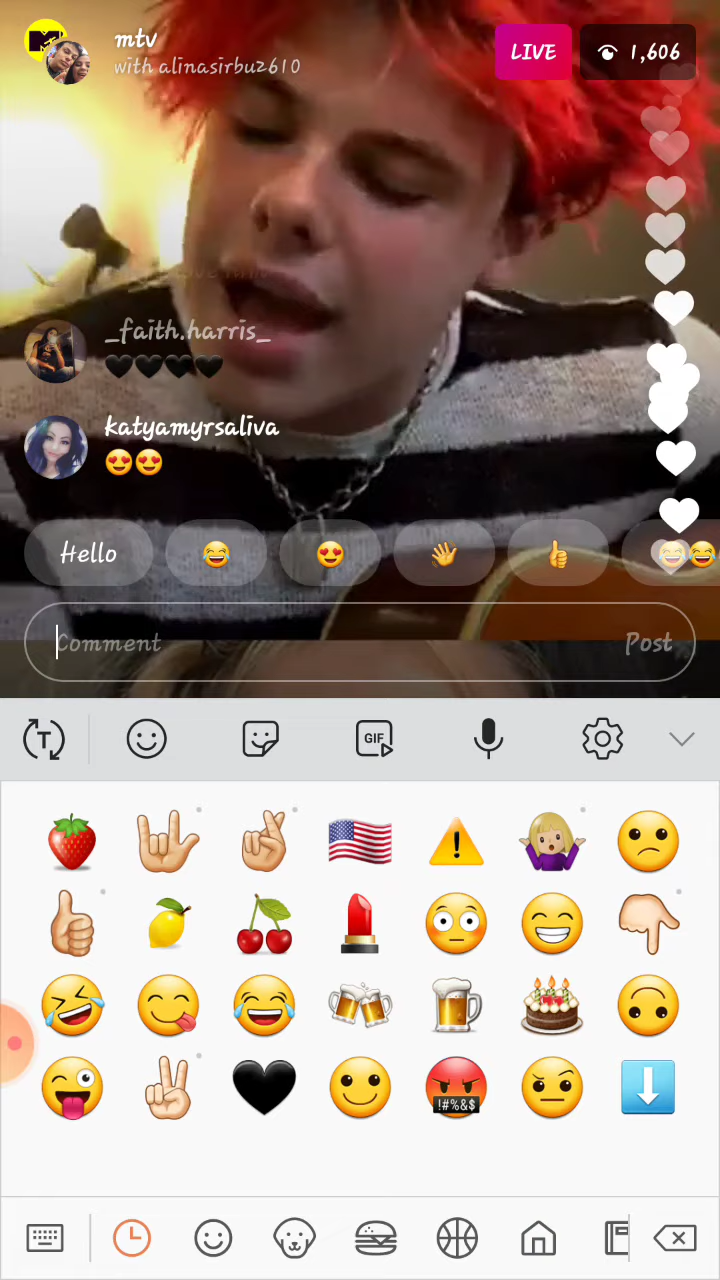 mtv
with alinasirbu2610
LIVE
1,606
_faith.harris_
katyamyrsaliva
Hello
Comment
Post
T
GIF
!#%&$